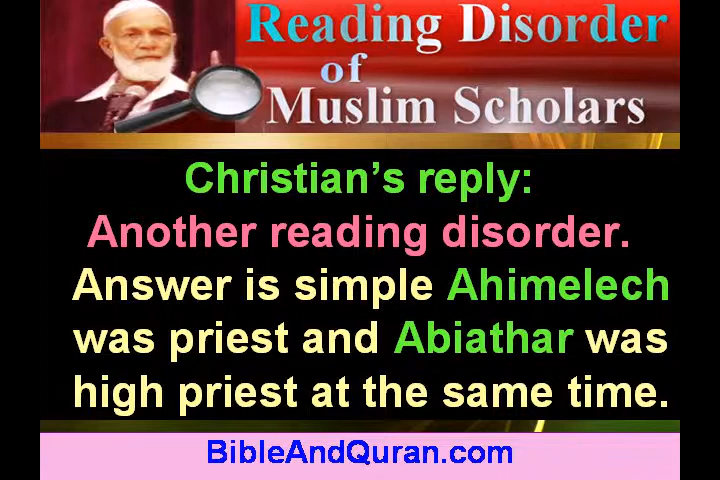 Reading Disorder
of
Muslim Scholars
Christian's reply:
Another reading disorder.
Answer is simple Ahimelech
was priest and Abiathar was
high priest at the same time.
BibleAndQuran.com